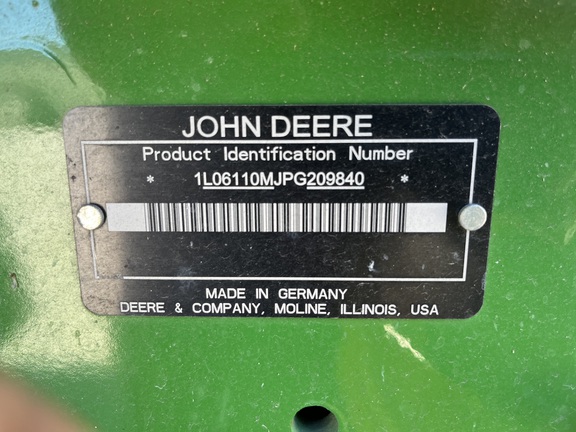 JOHN DEERE
Product Identification Number
* 1L06110MJPG209840 *
MADE IN GERMANY
DEERE & COMPANY, MOLINE, ILLINOIS, USA